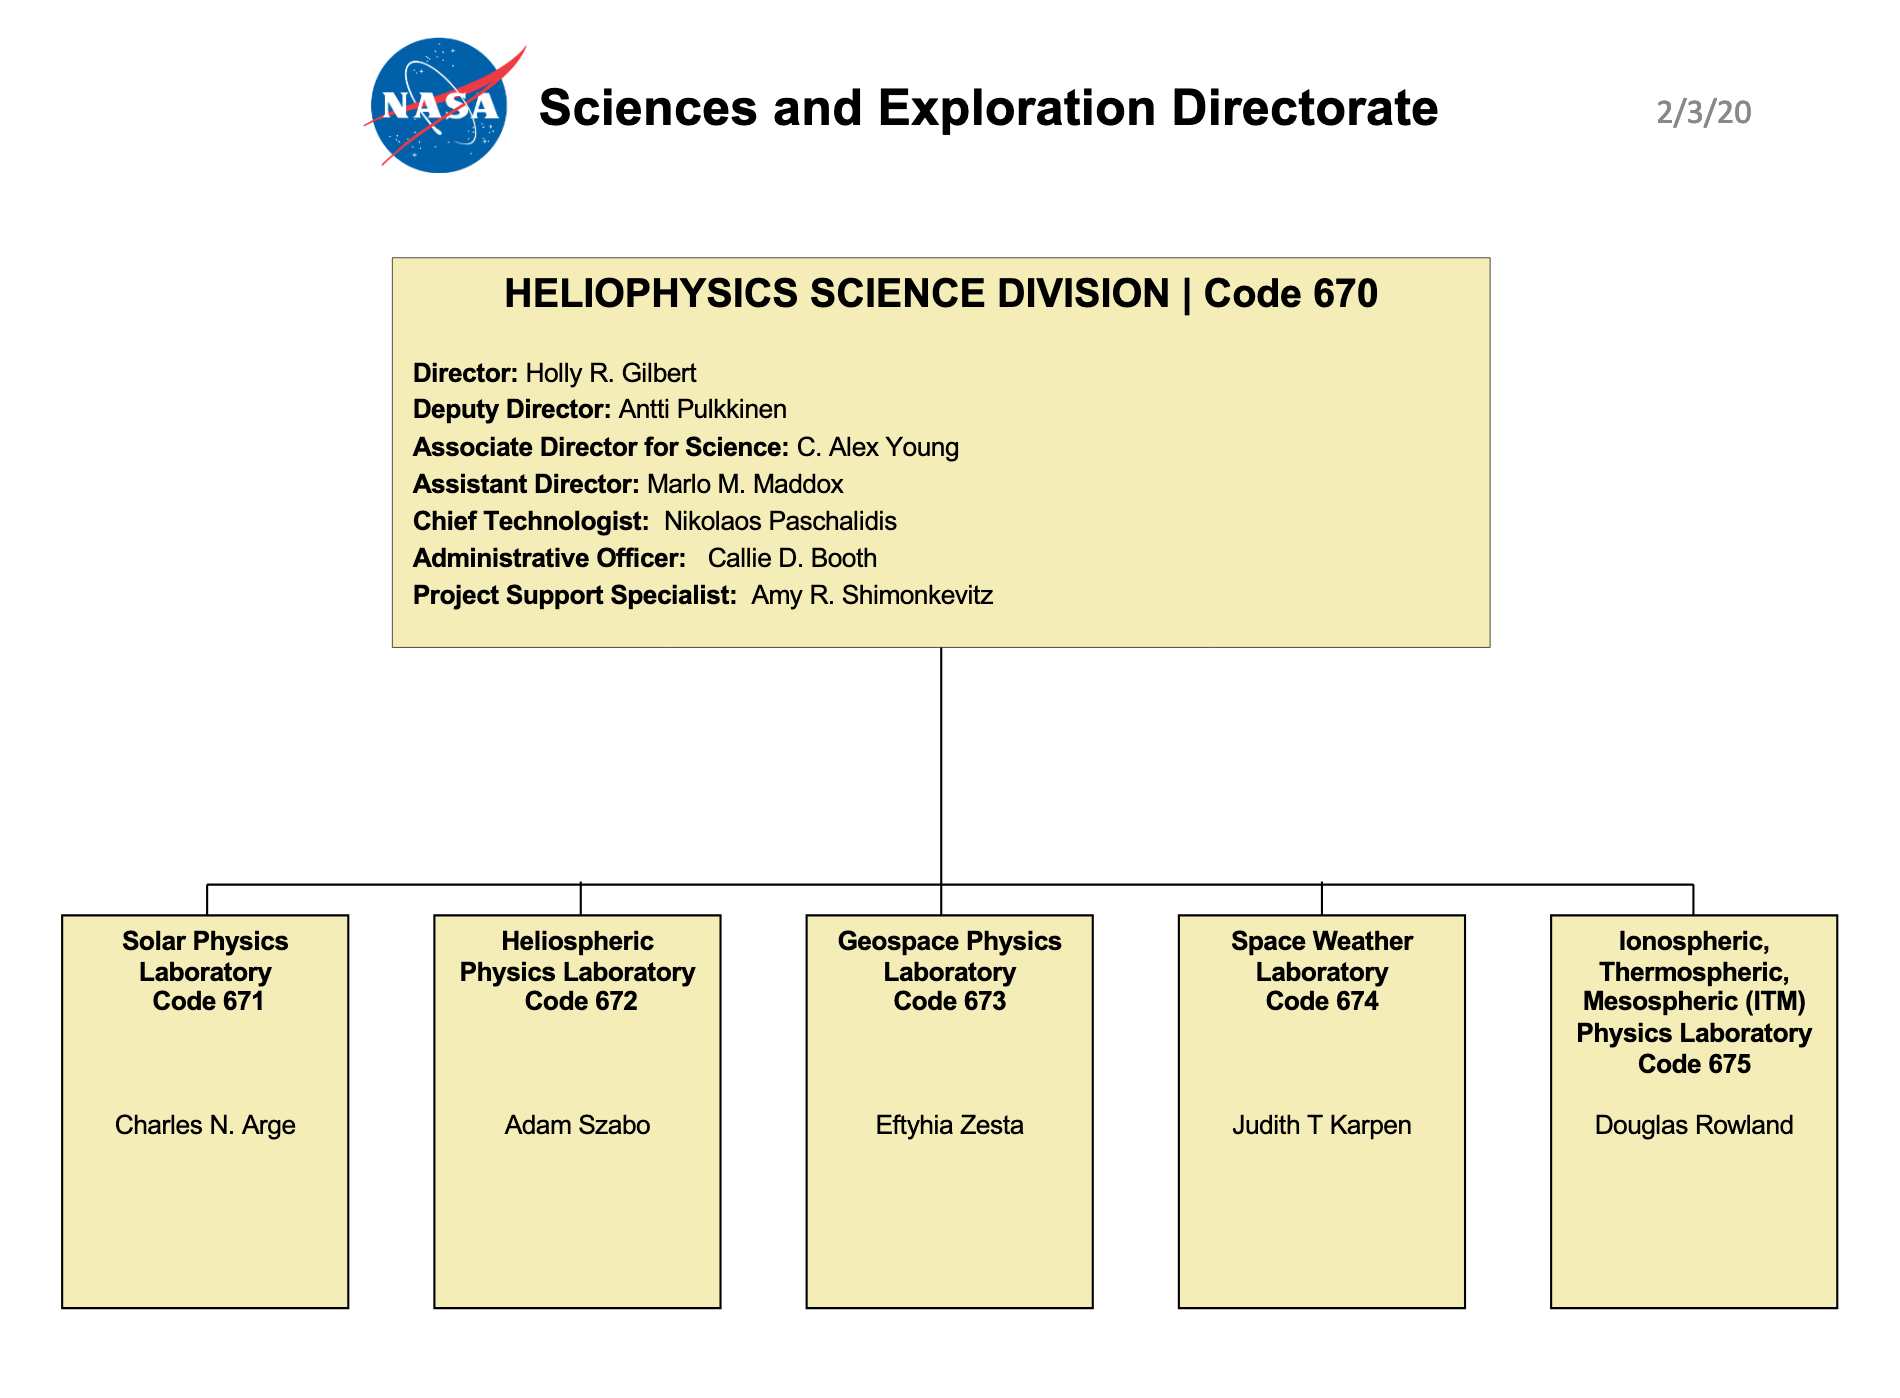 NASA
Sciences and Exploration Directorate
2/3/20
HELIOPHYSICS SCIENCE DIVISION | Code 670
Director: Holly R. Gilbert
Deputy Director: Antti Pulkkinen
Associate Director for Science: C. Alex Young
Assistant Director: Marlo M. Maddox
Chief Technologist: Nikolaos Paschalidis
Administrative Officer: Callie D. Booth
Project Support Specialist: Amy R. Shimonkevitz
Solar Physics
Laboratory
Code 671
Charles N. Arge
Heliospheric
Physics Laboratory
Code 672
Adam Szabo
Geospace Physics
Laboratory
Code 673
Eftyhia Zesta
Space Weather
Laboratory
Code 674
Judith T Karpen
Ionospheric,
Thermospheric,
Mesospheric (ITM)
Physics Laboratory
Code 675
Douglas Rowland